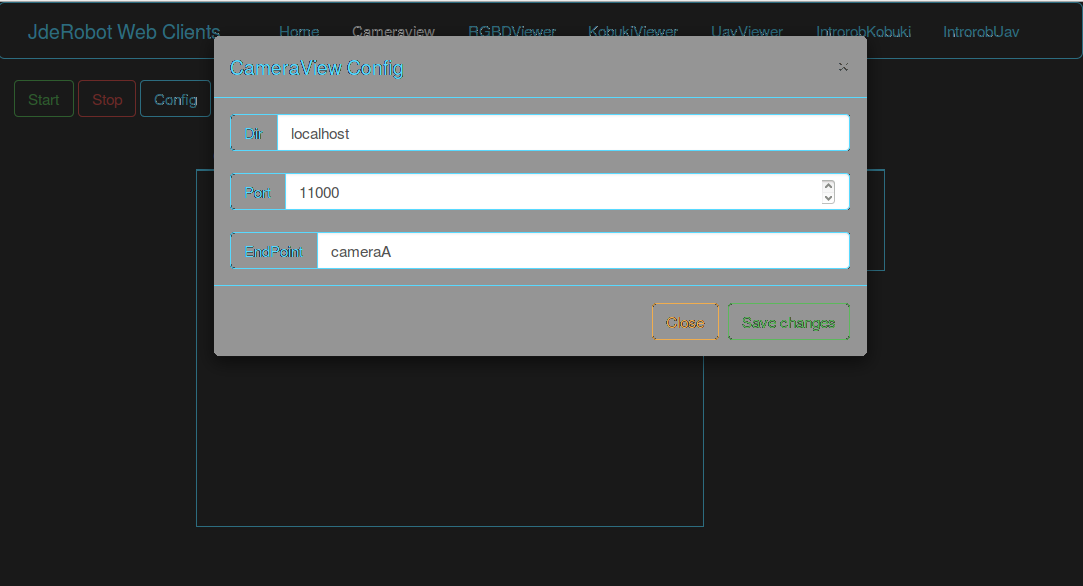 JdeRobot Web Clients Home Cameraview RGBDViewer KobukiViewer UavViewer IntrorobKobuki IntrorobUav
CameraView Config ×
Start Stop Config
Dir localhost
Port 11000
EndPoint cameraA
Close Save changes